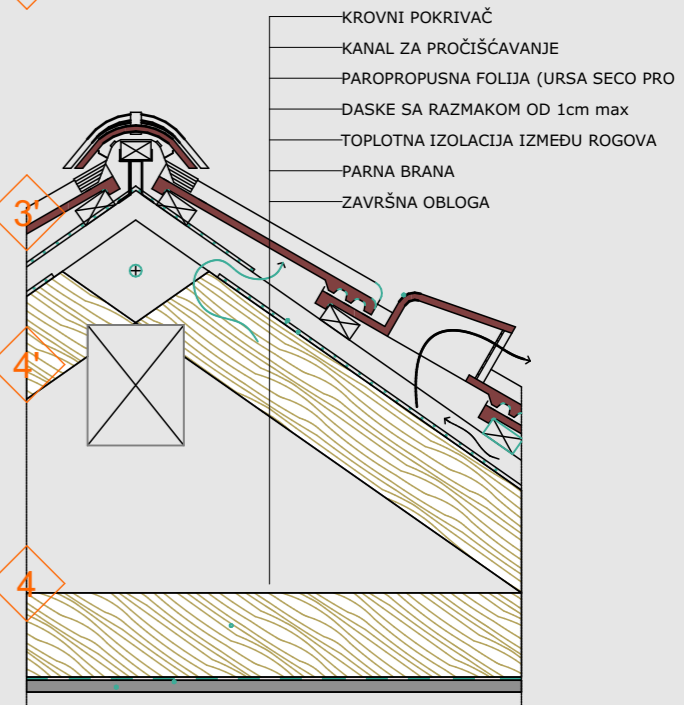 KROVNI POKRIVAČ
KANAL ZA PROČIŠĆAVANJE
PAROPROPUSNA FOLIJA (URSA SECO PRO
DASKE SA RAZMAKOM OD 1cm max
TOPLOTNA IZOLACIJA IZMEĐU ROGOVA
PARNA BRANA
ZAVRŠNA OBLOGA
3'
4'
4